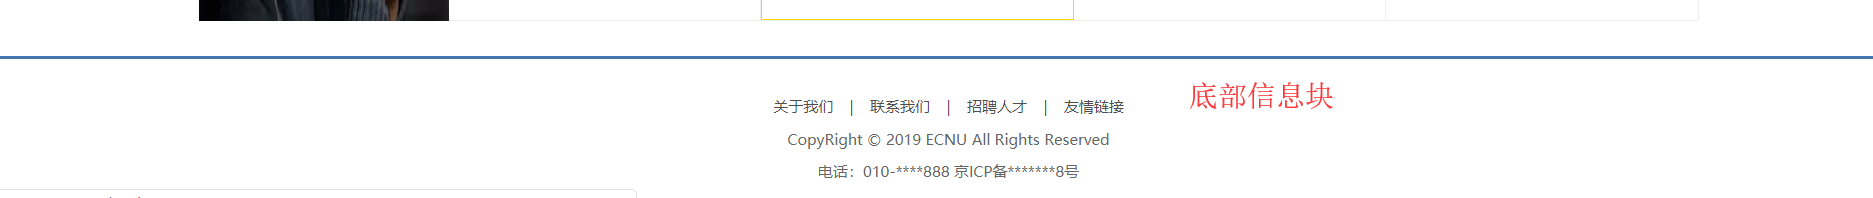 底部信息块
关于我们 | 联系我们 | 招聘人才 | 友情链接
CopyRight © 2019 ECNU All Rights Reserved
电话：010-****888 京ICP备*******8号